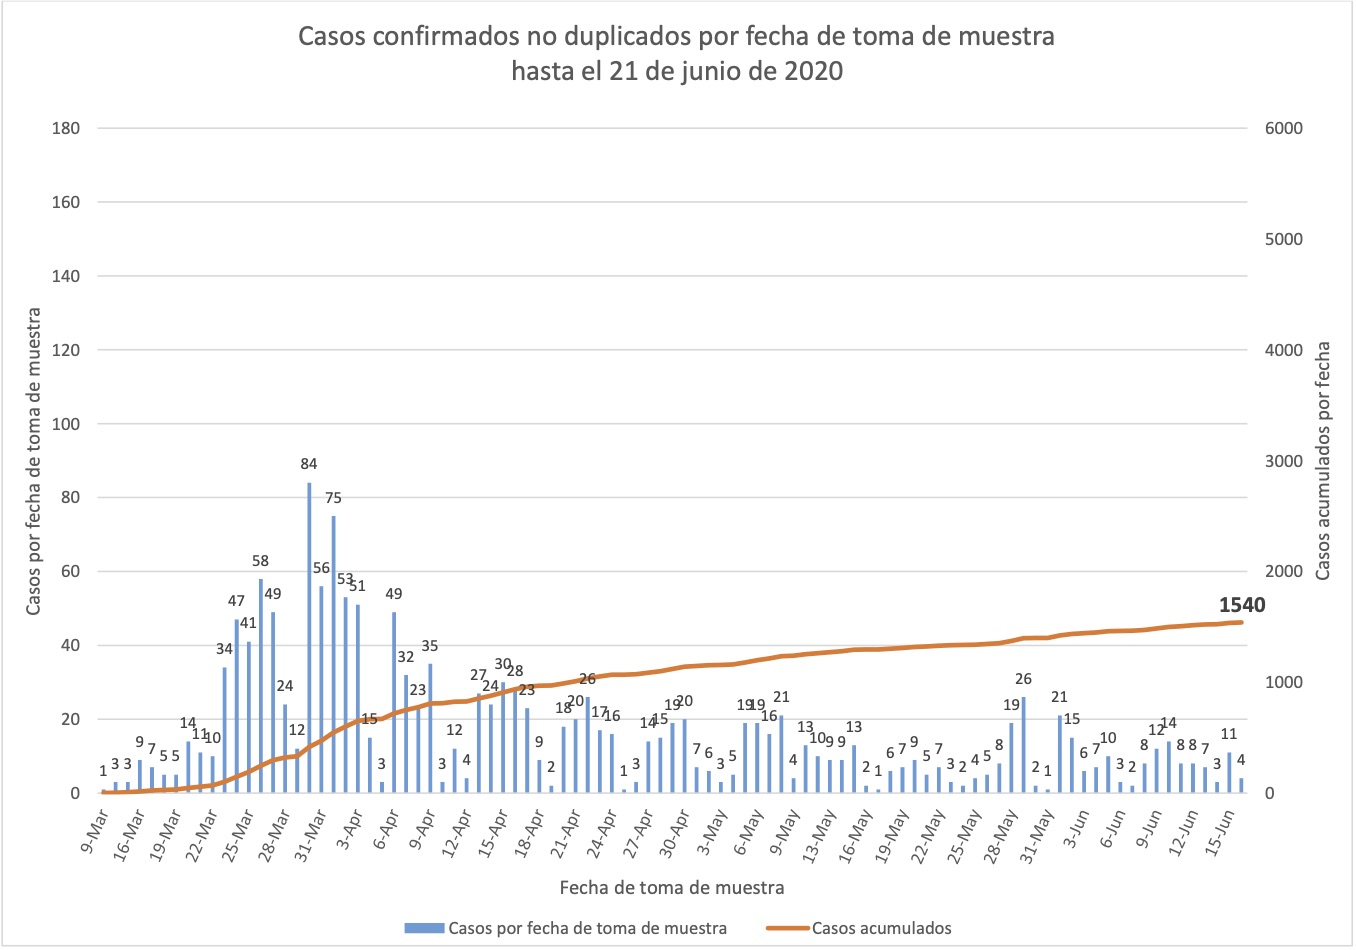 Casos confirmados no duplicados por fecha de toma de muestra
hasta el 21 de junio de 2020
180
160
140
120
100
80
60
40
20
0
Casos por fecha de toma de muestra
6000
5000
4000
3000
2000
1000
0
Casos acumulados por fecha
1 3 3 9 7 5 5 14 11 10 34 47 41 58 49 24 12 84 56 75 53 51 15 3 49 32 23 35 3 12 4 27 24 30 28 23 9 2 18 20 26 17 16 1 3 14 15 19 20 7 6 3 5 19 19 16 21 4 13 10 9 9 13 2 1 6 7 9 5 7 3 2 4 5 8 19 26 2 1 21 15 6 7 10 3 2 8 12 14 8 8 7 3 11 4
1540
9-Mar 16-Mar 19-Mar 22-Mar 25-Mar 28-Mar 31-Mar 3-Apr 6-Apr 9-Apr 12-Apr 15-Apr 18-Apr 21-Apr 24-Apr 27-Apr 30-Apr 3-May 6-May 9-May 13-May 16-May 19-May 22-May 25-May 28-May 31-May 3-Jun 6-Jun 9-Jun 12-Jun 15-Jun
Fecha de toma de muestra
Casos por fecha de toma de muestra Casos acumulados